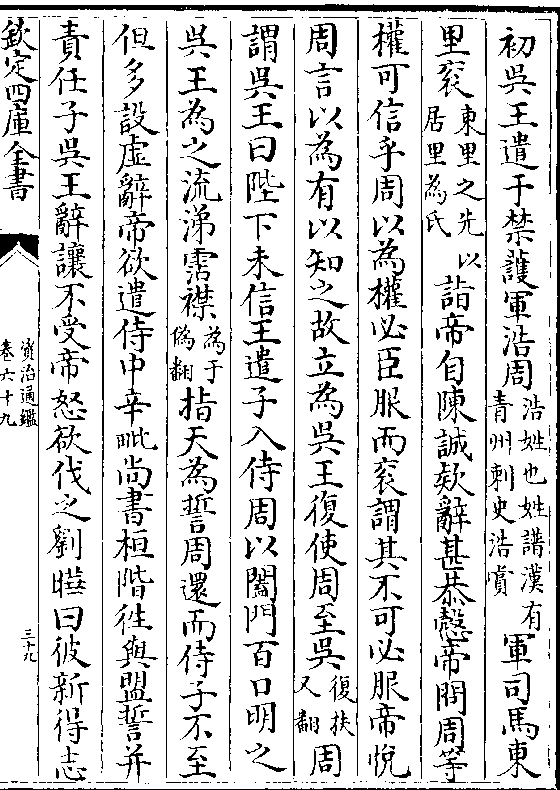 初吳王遣于禁護軍浩周浩姓也姓譜漢有青州刺史浩賞軍司馬東
里袞東里之先以居里為氏詣帝自陳誠欵辭甚恭慤帝問周等
權可信乎周以為權必臣服而袞謂其不可必服帝悅
周言以為有以知之故立為吳王復使周至吳復扶又翻周
謂吳王曰陛下未信王遣子入侍周以闔門百口明之
吳王為之流涕霑襟為于偽翻指天為誓周還而侍子不至
但多設虛辭帝欲遣侍中辛毗尚書桓階徃與盟誓并
責任子吳王辭讓不受帝怒欲伐之劉曄曰彼新得志
欽定四庫全書
資治通鑑
卷六十九
三十九